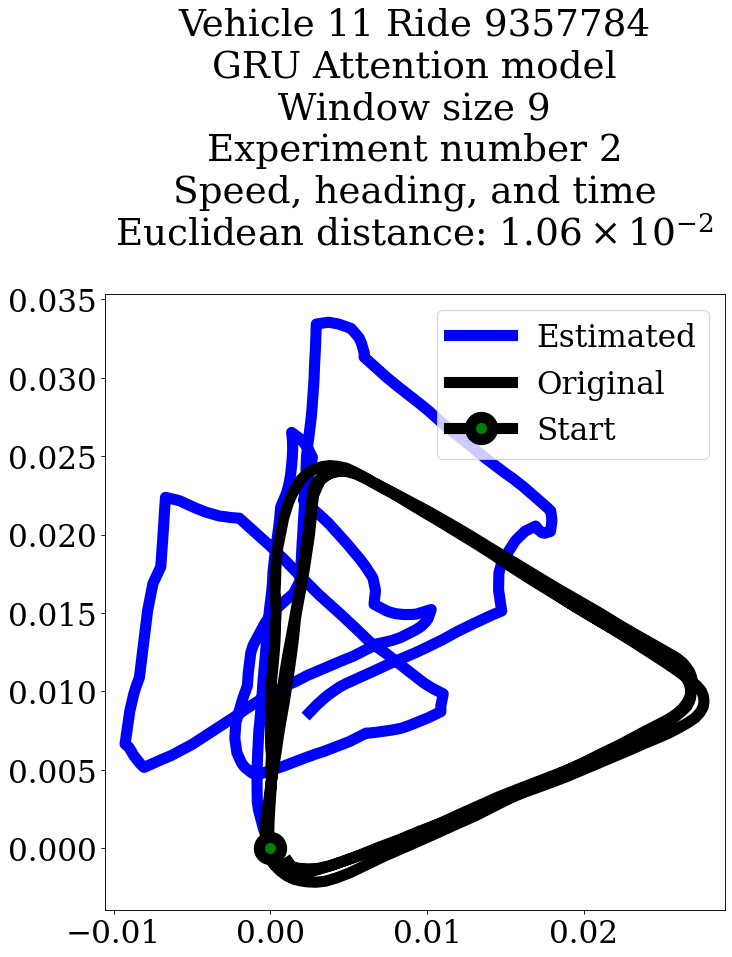 Vehicle 11 Ride 9357784
GRU Attention model
Window size 9
Experiment number 2
Speed, heading, and time
Euclidean distance: 1.06 × 10⁻²
0.035
0.030
0.025
0.020
0.015
0.010
0.005
0.000
Estimated
Original
Start
−0.01
0.00
0.01
0.02